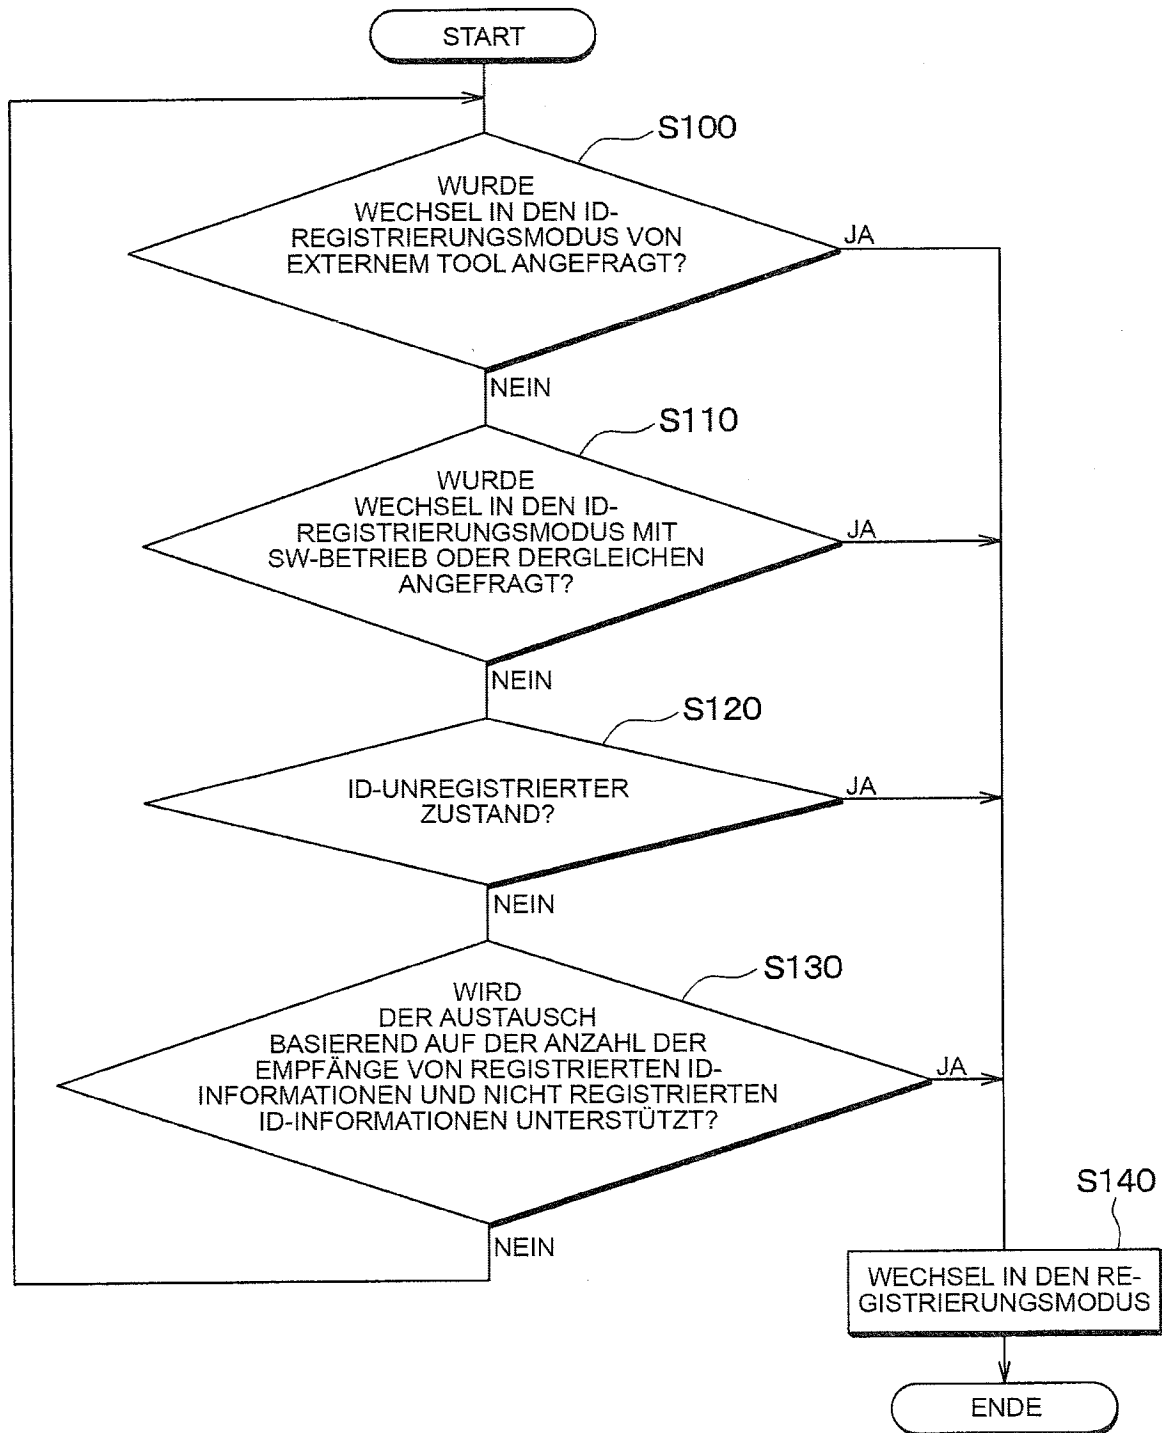 START
S100
WURDE
WECHSEL IN DEN ID-
REGISTRIERUNGSMODUS VON
EXTERNEM TOOL ANGEFRAGT?
JA
NEIN
S110
WURDE
WECHSEL IN DEN ID-
REGISTRIERUNGSMODUS MIT
SW-BETRIEB ODER DERGLEICHEN
ANGEFRAGT?
JA
NEIN
S120
ID-UNREGISTRIERTER
ZUSTAND?
JA
NEIN
S130
WIRD
DER AUSTAUSCH
BASIEREND AUF DER ANZAHL DER
EMPFÄNGE VON REGISTRIERTEN ID-
INFORMATIONEN UND NICHT REGISTRIERTEN
ID-INFORMATIONEN UNTERSTÜTZT?
JA
NEIN
S140
WECHSEL IN DEN RE-
GISTRIERUNGSMODUS
ENDE